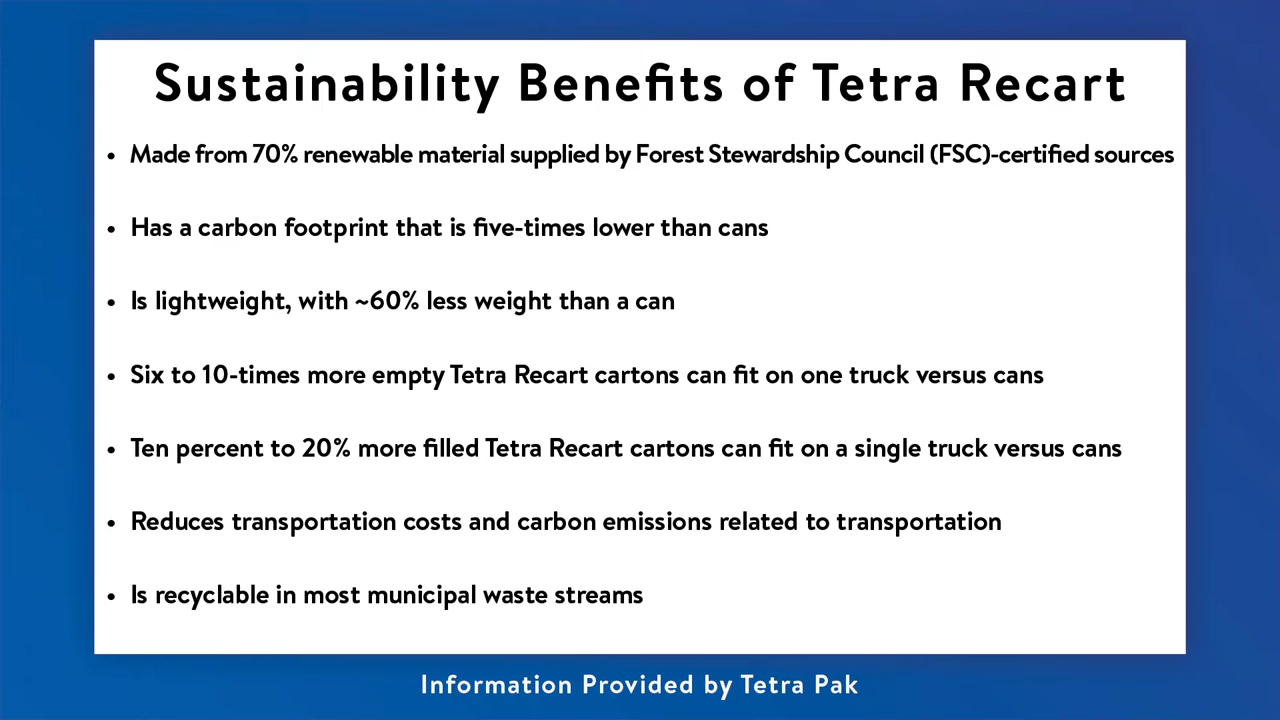 Sustainability Benefits of Tetra Recart
• Made from 70% renewable material supplied by Forest Stewardship Council (FSC)-certified sources
• Has a carbon footprint that is five-times lower than cans
• Is lightweight, with ~60% less weight than a can
• Six to 10-times more empty Tetra Recart cartons can fit on one truck versus cans
• Ten percent to 20% more filled Tetra Recart cartons can fit on a single truck versus cans
• Reduces transportation costs and carbon emissions related to transportation
• Is recyclable in most municipal waste streams
Information Provided by Tetra Pak